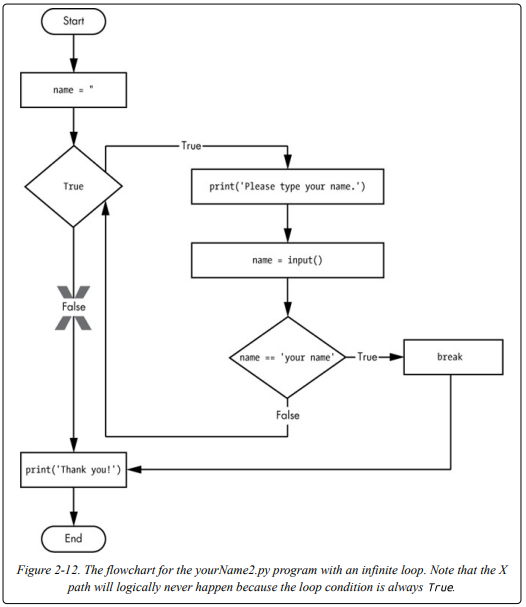 Start
name = "
True
True
print('Please type your name.')
name = input()
name == 'your name'
True
break
False
False
print('Thank you!')
End
Figure 2-12. The flowchart for the yourName2.py program with an infinite loop. Note that the X
path will logically never happen because the loop condition is always True.